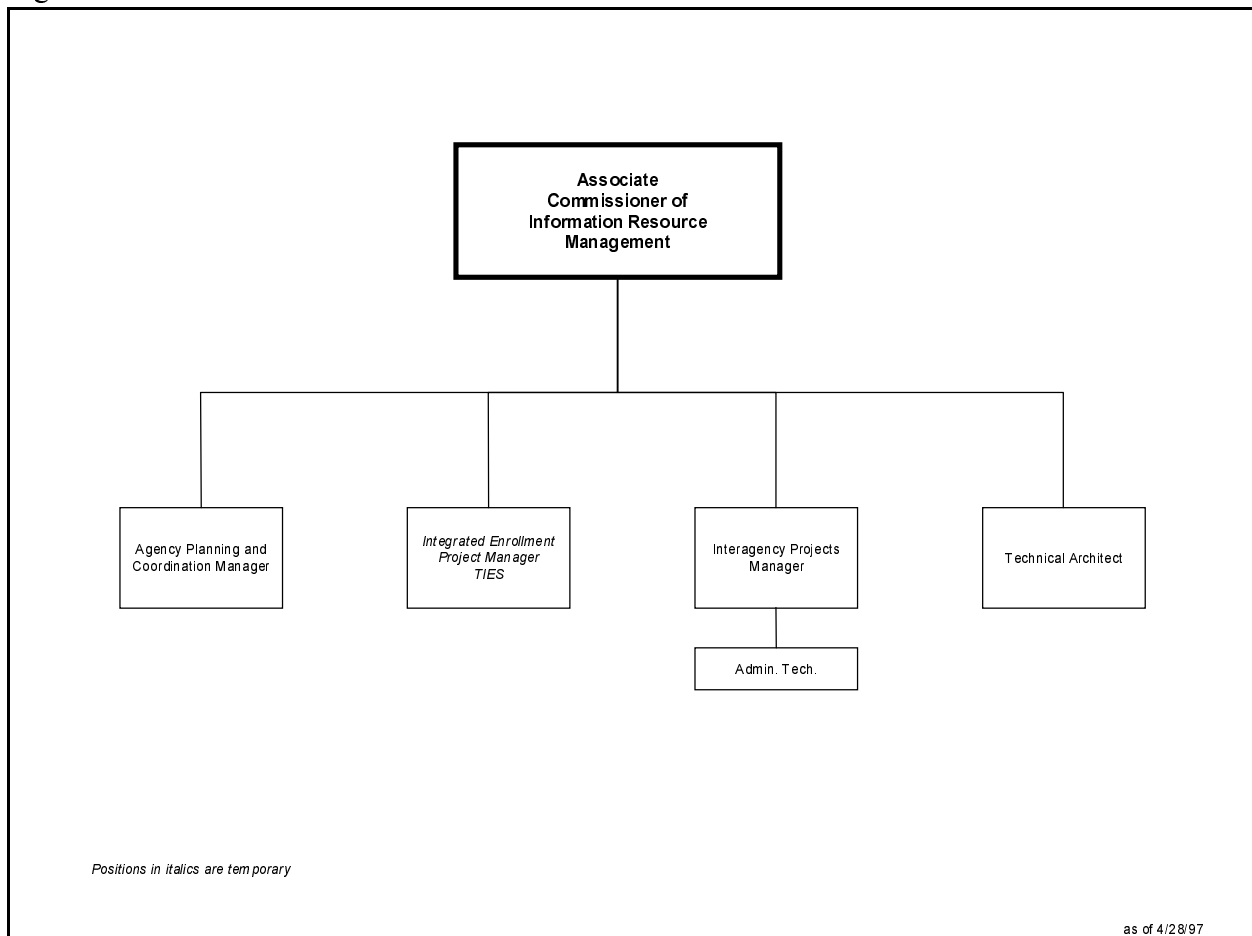 Associate
Commissioner of
Information Resource
Management
Agency Planning and
Coordination Manager
Integrated Enrollment
Project Manager
TIES
Interagency Projects
Manager
Technical Architect
Admin. Tech.
Positions in italics are temporary
as of 4/28/97